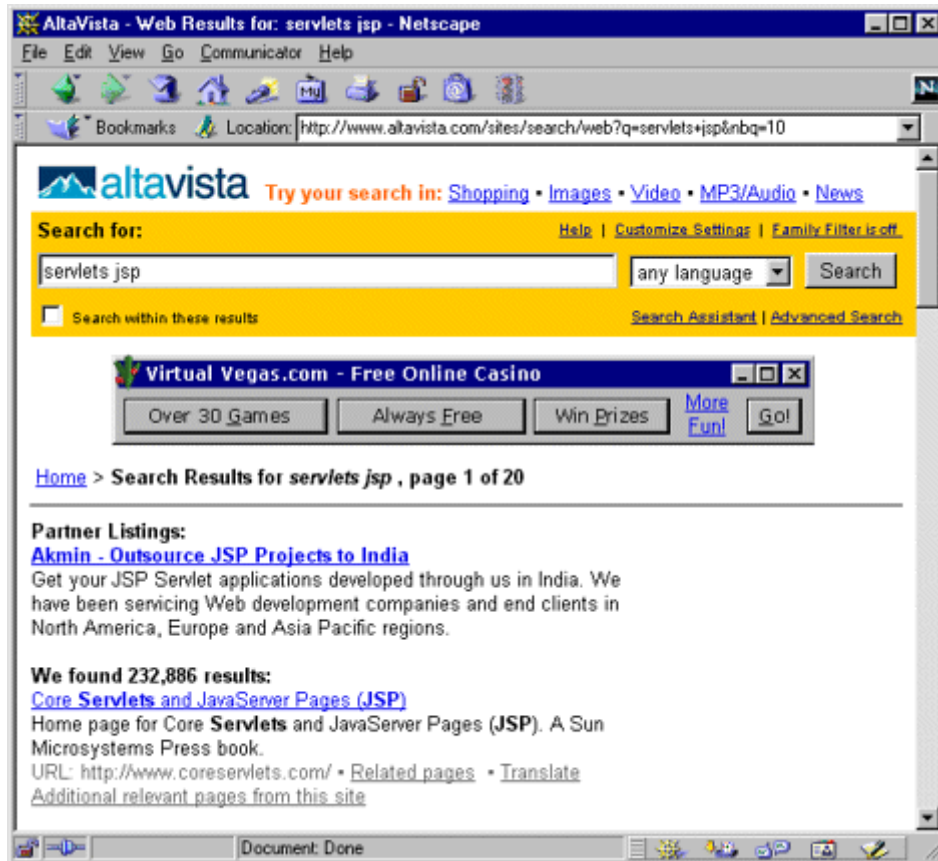 AltaVista - Web Results for: servlets jsp - Netscape
File Edit View Go Communicator Help
My N
Bookmarks Location: http://www.altavista.com/sites/search/web?q=servlets+jsp&nbq=10
altavista Try your search in: Shopping • Images • Video • MP3/Audio • News
Search for: Help | Customize Settings | Family Filter is off.
servlets jsp any language Search
Search within these results Search Assistant | Advanced Search
Virtual Vegas.com - Free Online Casino
Over 30 Games Always Free Win Prizes More Fun! Go!
Home > Search Results for servlets jsp , page 1 of 20
Partner Listings:
Akmin - Outsource JSP Projects to India
Get your JSP Servlet applications developed through us in India. We
have been servicing Web development companies and end clients in
North America, Europe and Asia Pacific regions.
We found 232,886 results:
Core Servlets and JavaServer Pages (JSP)
Home page for Core Servlets and JavaServer Pages (JSP). A Sun
Microsystems Press book.
URL: http://www.coreservlets.com/ • Related pages • Translate
Additional relevant pages from this site
Document: Done